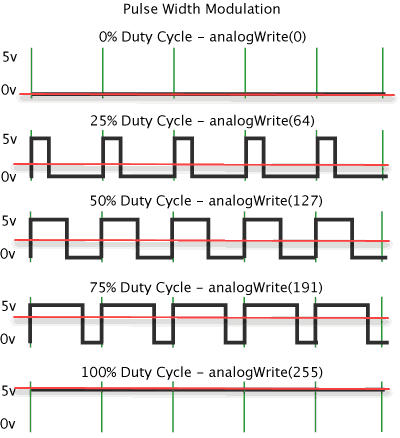 Pulse Width Modulation
0% Duty Cycle – analogWrite(0)
5v
0v
25% Duty Cycle – analogWrite(64)
5v
0v
50% Duty Cycle – analogWrite(127)
5v
0v
75% Duty Cycle – analogWrite(191)
5v
0v
100% Duty Cycle – analogWrite(255)
5v
0v